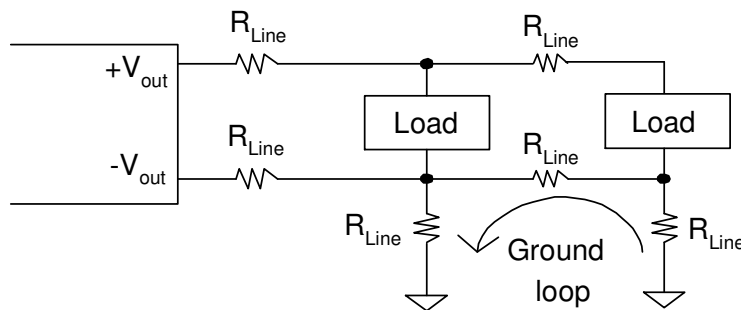 R_Line
R_Line
+V_out
Load
Load
R_Line
R_Line
-V_out
R_Line
R_Line
Ground
loop